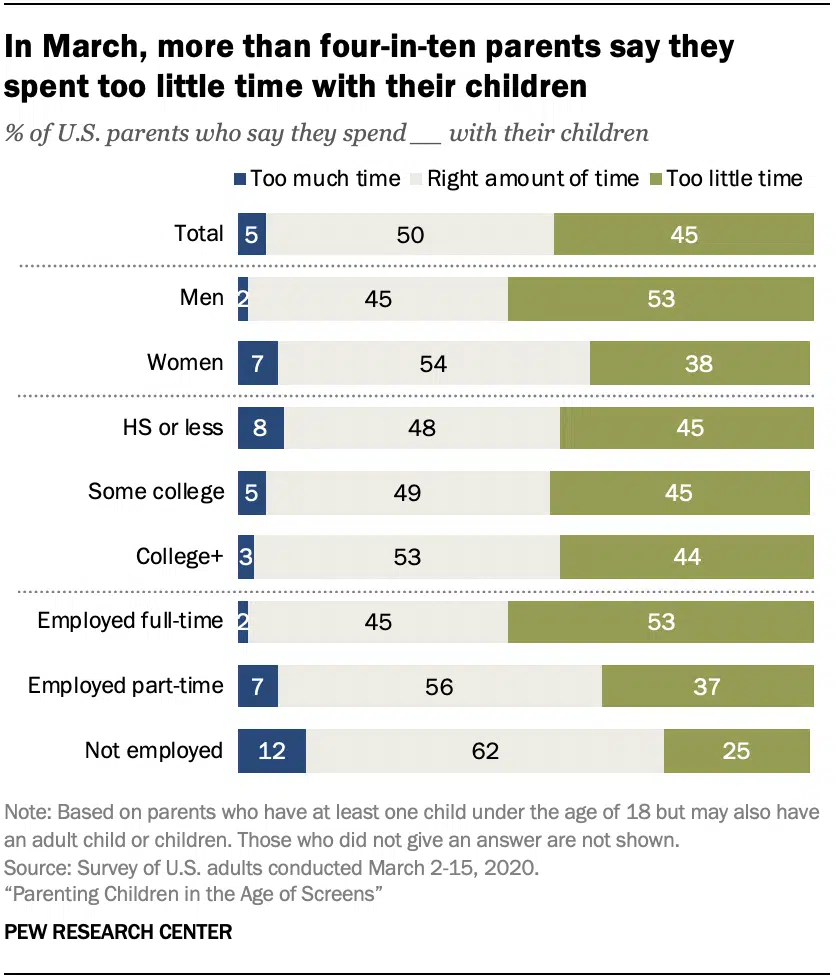 In March, more than four-in-ten parents say they
spent too little time with their children
% of U.S. parents who say they spend __ with their children
Too much time Right amount of time Too little time
Total 5 50 45
Men 2 45 53
Women 7 54 38
HS or less 8 48 45
Some college 5 49 45
College+ 3 53 44
Employed full-time 2 45 53
Employed part-time 7 56 37
Not employed 12 62 25
Note: Based on parents who have at least one child under the age of 18 but may also have
an adult child or children. Those who did not give an answer are not shown.
Source: Survey of U.S. adults conducted March 2-15, 2020.
“Parenting Children in the Age of Screens”
PEW RESEARCH CENTER